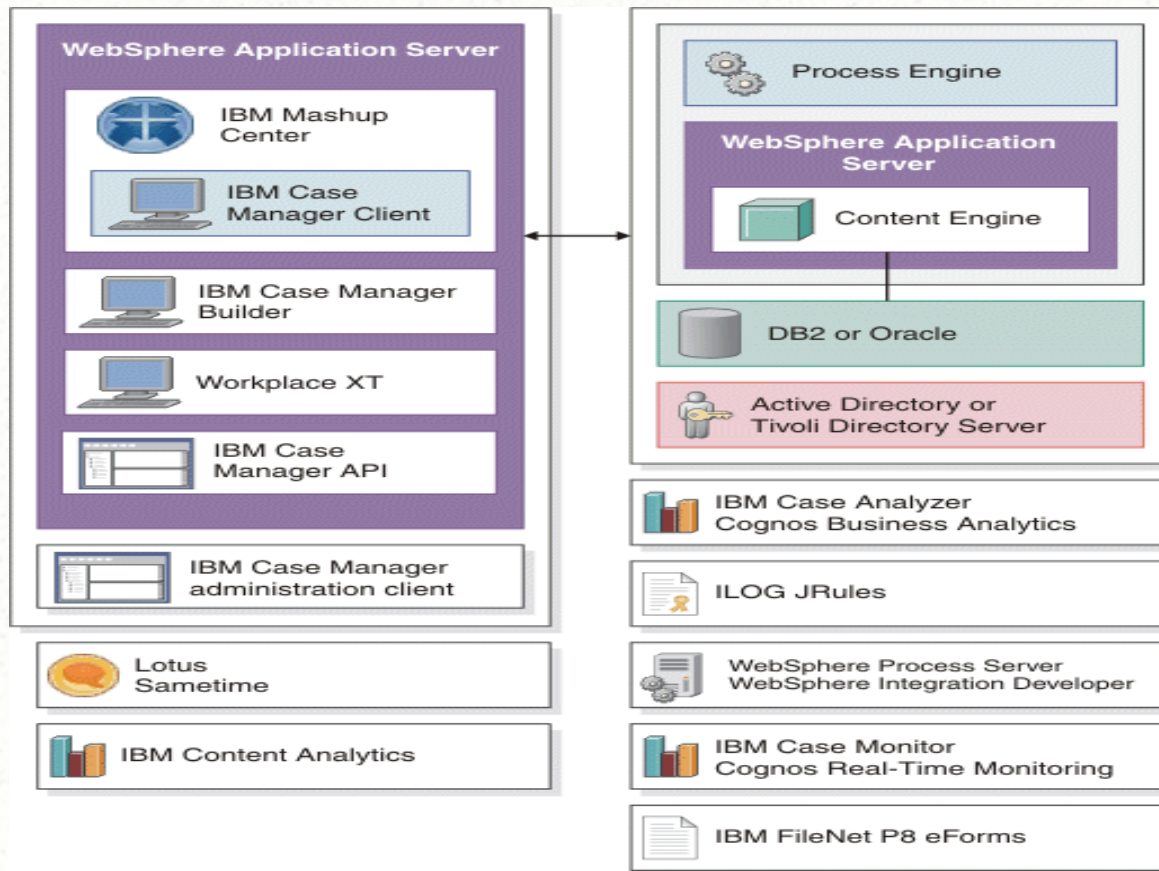 WebSphere Application Server
IBM Mashup
Center
IBM Case
Manager Client
IBM Case Manager
Builder
Workplace XT
IBM Case
Manager API
IBM Case Manager
administration client
Lotus
Sametime
IBM Content Analytics
Process Engine
WebSphere Application
Server
Content Engine
DB2 or Oracle
Active Directory or
Tivoli Directory Server
IBM Case Analyzer
Cognos Business Analytics
ILOG JRules
WebSphere Process Server
WebSphere Integration Developer
IBM Case Monitor
Cognos Real-Time Monitoring
IBM FileNet P8 eForms